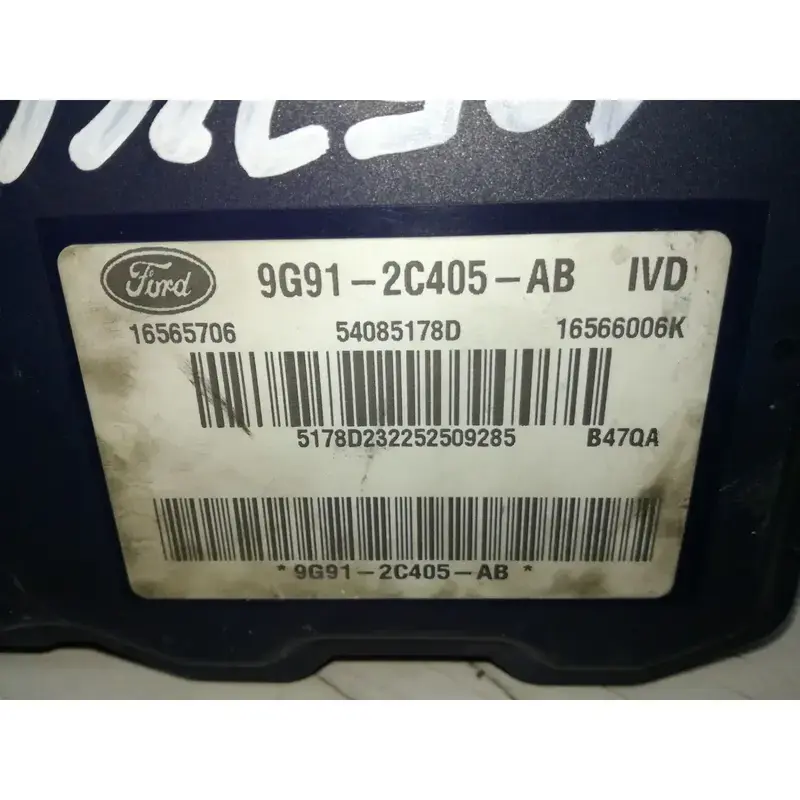 Ford 9G91-2C405-AB IVD
16565706 54085178D 16566006K
5178D232252509285 B47QA
*9G91-2C405-AB*